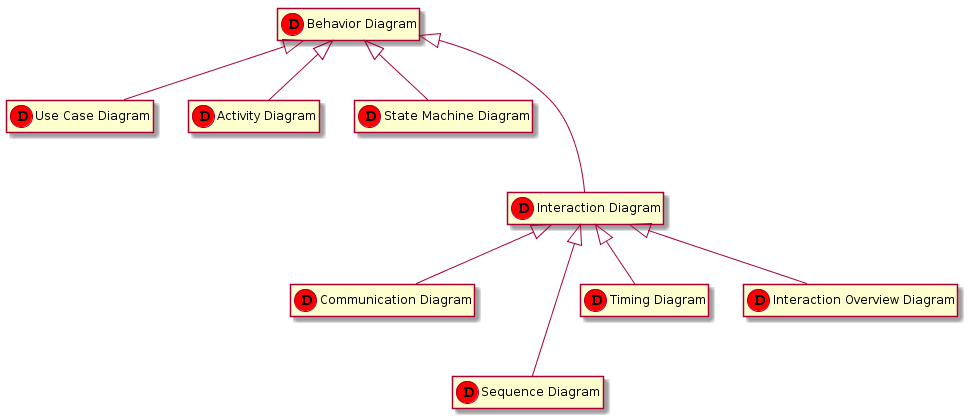 D Behavior Diagram
D Use Case Diagram
D Activity Diagram
D State Machine Diagram
D Interaction Diagram
D Communication Diagram
D Timing Diagram
D Interaction Overview Diagram
D Sequence Diagram